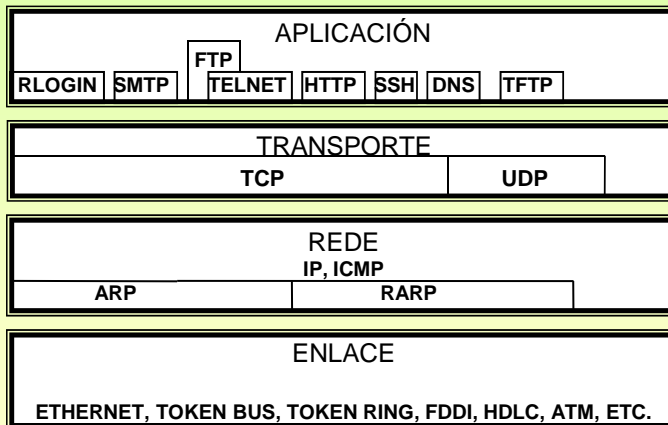 APLICACIÓN
FTP
RLOGIN SMTP TELNET HTTP SSH DNS TFTP
TRANSPORTE
TCP UDP
REDE
IP, ICMP
ARP RARP
ENLACE
ETHERNET, TOKEN BUS, TOKEN RING, FDDI, HDLC, ATM, ETC.